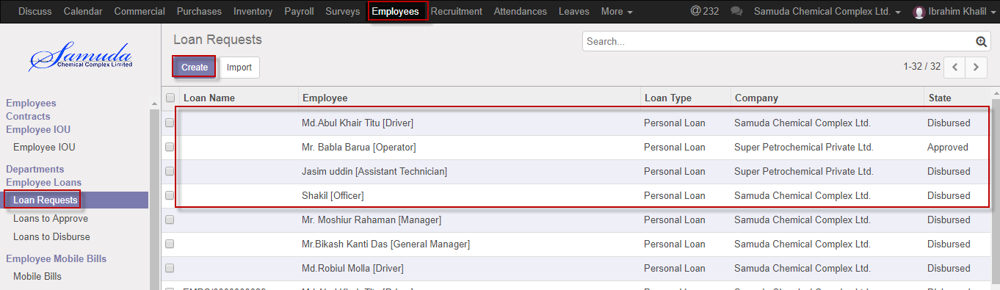 Discuss Calendar Commercial Purchases Inventory Payroll Surveys Employees Recruitment Attendances Leaves More @ 232 Samuda Chemical Complex Ltd. Ibrahim Khalil
Samuda
Chemical Complex Limited
Employees
Contracts
Employee IOU
Employee IOU
Departments
Employee Loans
Loan Requests
Loans to Approve
Loans to Disburse
Employee Mobile Bills
Mobile Bills
Loan Requests
Search...
Create Import
1-32 / 32
Loan Name Employee Loan Type Company State
Md.Abul Khair Titu [Driver] Personal Loan Samuda Chemical Complex Ltd. Disbursed
Mr. Babla Barua [Operator] Personal Loan Super Petrochemical Private Ltd. Approved
Jasim uddin [Assistant Technician] Personal Loan Super Petrochemical Private Ltd. Disbursed
Shakil [Officer] Personal Loan Samuda Chemical Complex Ltd. Disbursed
Mr. Moshiur Rahaman [Manager] Personal Loan Samuda Chemical Complex Ltd. Disbursed
Mr.Bikash Kanti Das [General Manager] Personal Loan Samuda Chemical Complex Ltd. Disbursed
Md.Robiul Molla [Driver] Personal Loan Samuda Chemical Complex Ltd. Disbursed